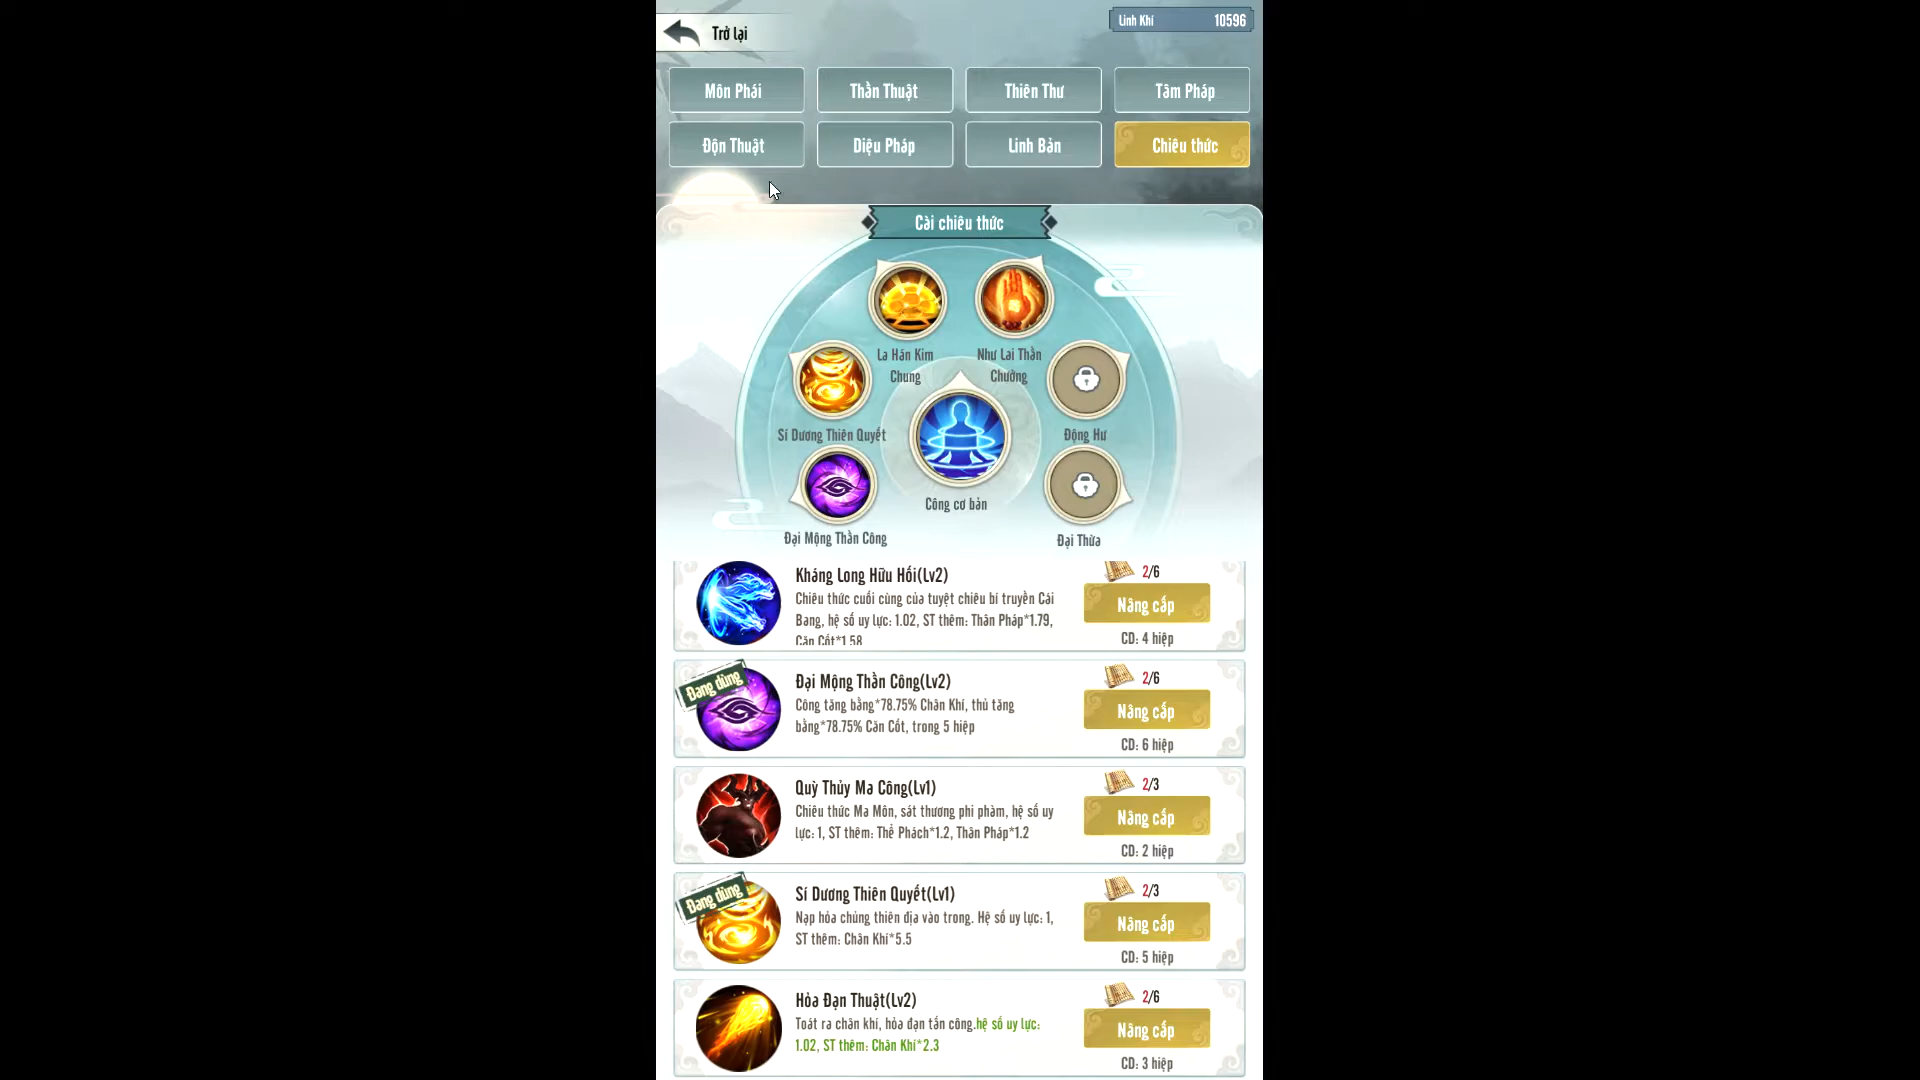 Trở lại
Linh Khí 10596
Môn Phái
Thần Thuật
Thiên Thư
Tâm Pháp
Độn Thuật
Diệu Pháp
Linh Bản
Chiêu thức
Cài chiêu thức
La Hán Kim
Chung
Như Lai Thần
Chưởng
Sí Dương Thiên Quyết
Động Hư
Công cơ bản
Đại Mộng Thần Công
Đại Thừa
Kháng Long Hữu Hối(Lv2)
Chiêu thức cuối cùng của tuyệt chiêu bí truyền Cái
Bang, hệ số uy lực: 1.02, ST thêm: Thân Pháp*1.79,
Căn Cốt*1.58
2/6
Nâng cấp
CD: 4 hiệp
Đang dùng
Đại Mộng Thần Công(Lv2)
Công tăng bằng*78.75% Chân Khí, thủ tăng
bằng*78.75% Căn Cốt, trong 5 hiệp
2/6
Nâng cấp
CD: 6 hiệp
Quỳ Thủy Ma Công(Lv1)
Chiêu thức Ma Môn, sát thương phi phàm, hệ số uy
lực: 1, ST thêm: Thể Phách*1.2, Thân Pháp*1.2
2/3
Nâng cấp
CD: 2 hiệp
Đang dùng
Sí Dương Thiên Quyết(Lv1)
Nạp hỏa chủng thiên địa vào trong. Hệ số uy lực: 1,
ST thêm: Chân Khí*5.5
2/3
Nâng cấp
CD: 5 hiệp
Hỏa Đạn Thuật(Lv2)
Toát ra chân khí, hỏa đạn tấn công.hệ số uy lực:
1.02, ST thêm: Chân Khí*2.3
2/6
Nâng cấp
CD: 3 hiệp